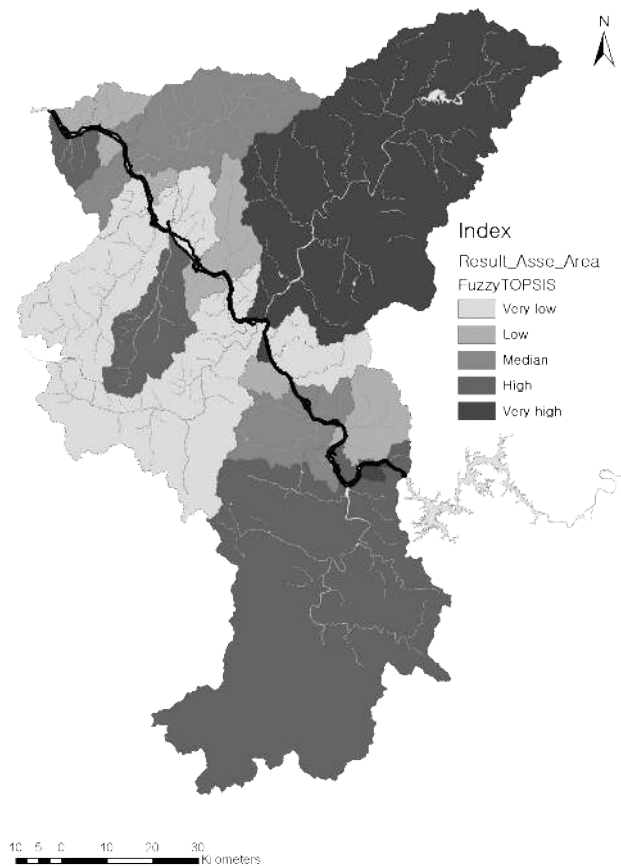 N
Index
Result_Asse_Area
FuzzyTOPSIS
Very low
Low
Median
High
Very high
10 5 0 10 20 30
Kilometers